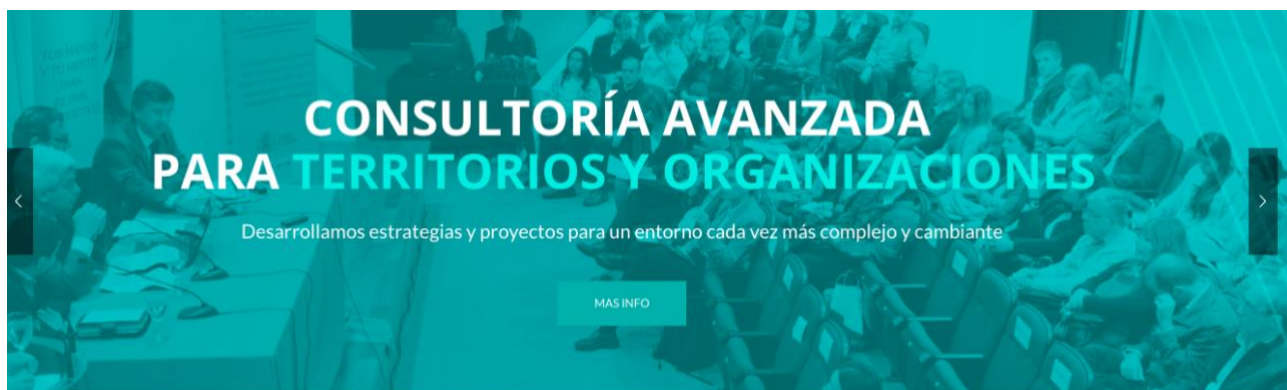 CONSULTORÍA AVANZADA
PARA TERRITORIOS Y ORGANIZACIONES
Desarrollamos estrategias y proyectos para un entorno cada vez más complejo y cambiante
MAS INFO